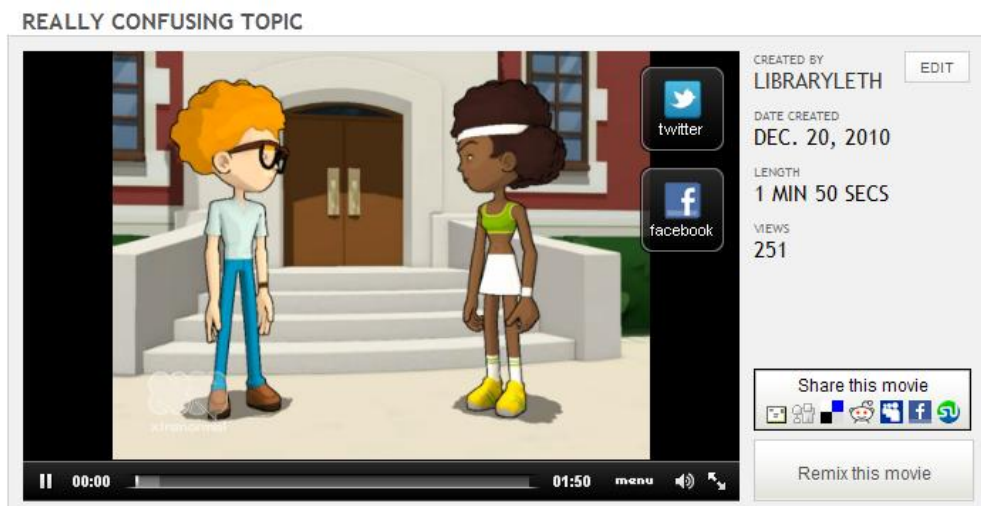 REALLY CONFUSING TOPIC
twitter
facebook
xtranormal
00:00
01:50
menu
CREATED BY
LIBRARYLETH
EDIT
DATE CREATED
DEC. 20, 2010
LENGTH
1 MIN 50 SECS
VIEWS
251
Share this movie
Remix this movie